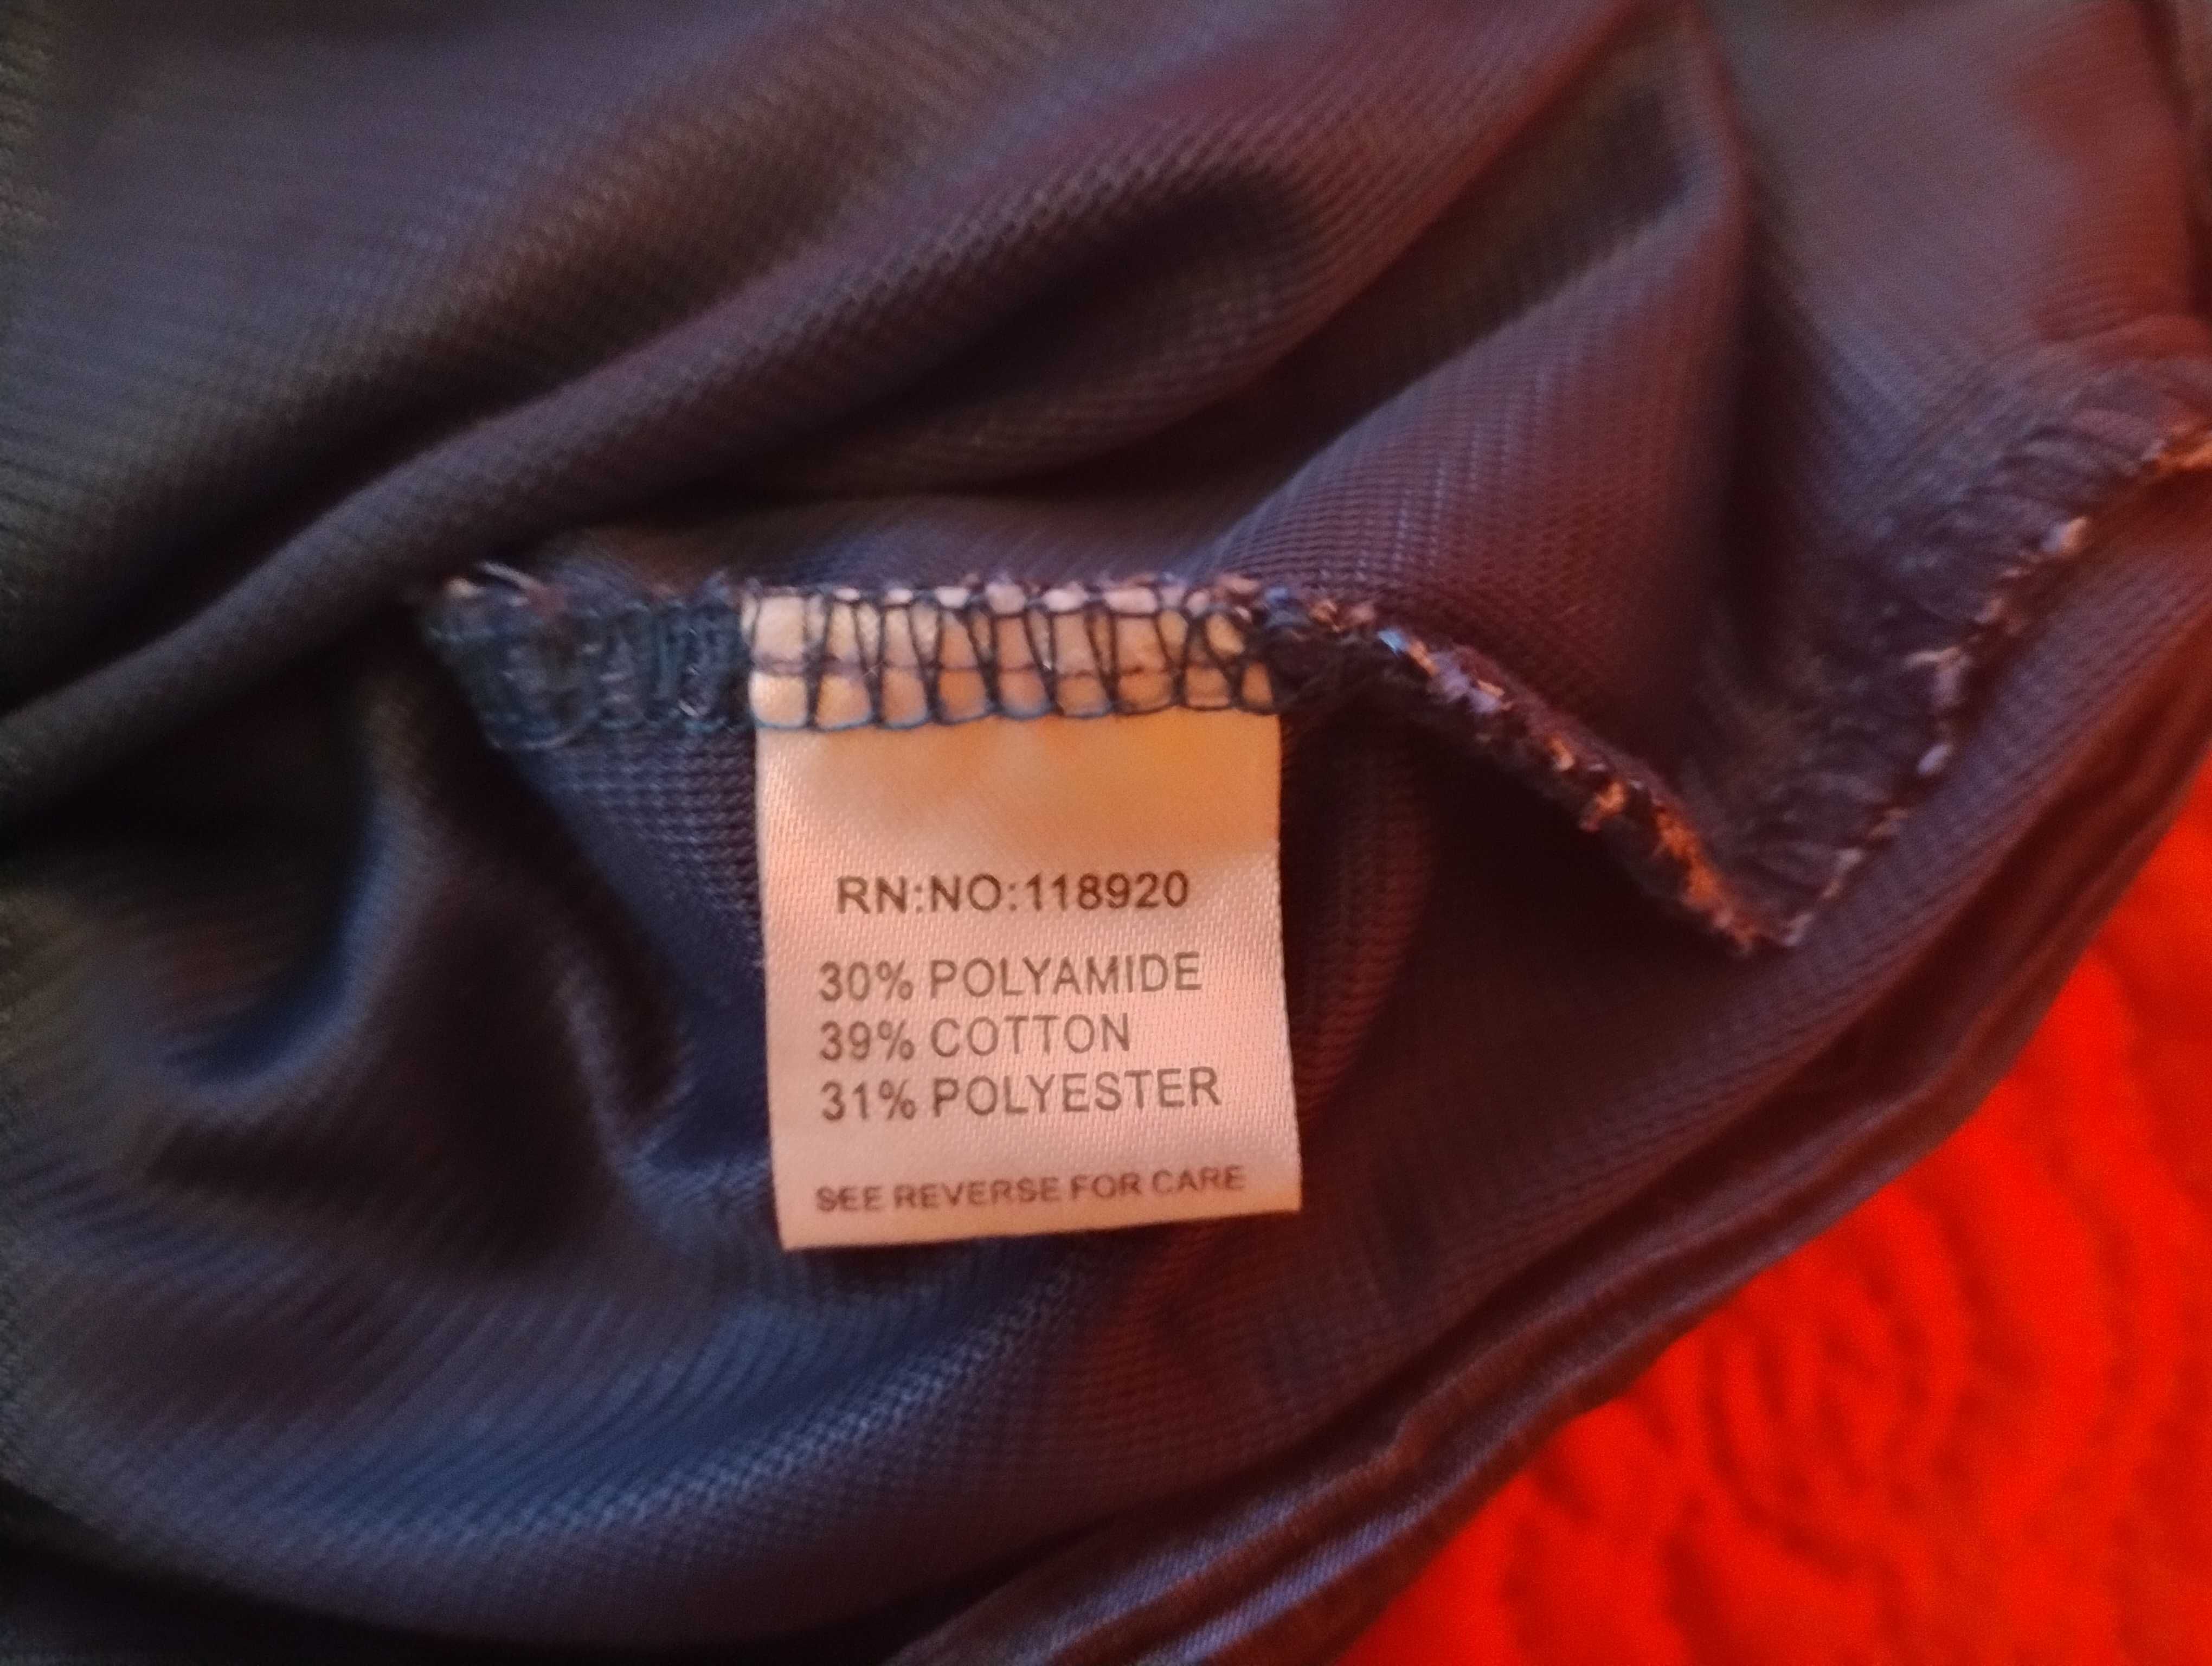 RN:NO:118920
30% POLYAMIDE
39% COTTON
31% POLYESTER
SEE REVERSE FOR CARE